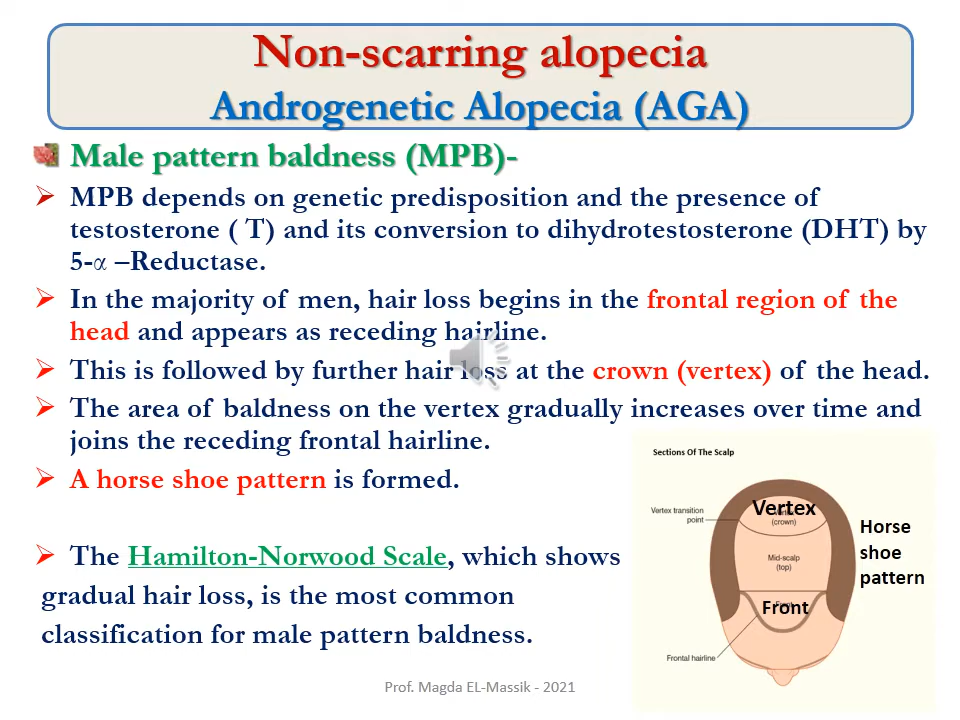 Non-scarring alopecia
Androgenetic Alopecia (AGA)
Male pattern baldness (MPB)-
MPB depends on genetic predisposition and the presence of
testosterone ( T) and its conversion to dihydrotestosterone (DHT) by
5-α –Reductase.
In the majority of men, hair loss begins in the frontal region of the
head and appears as receding hairline.
This is followed by further hair loss at the crown (vertex) of the head.
The area of baldness on the vertex gradually increases over time and
joins the receding frontal hairline.
A horse shoe pattern is formed.
The Hamilton-Norwood Scale, which shows
gradual hair loss, is the most common
classification for male pattern baldness.
Sections Of The Scalp
Vertex transition
point
Vertex
(crown)
Mid-scalp
(top)
Front
Frontal hairline
Horse
shoe
pattern
Prof. Magda EL-Massik - 2021